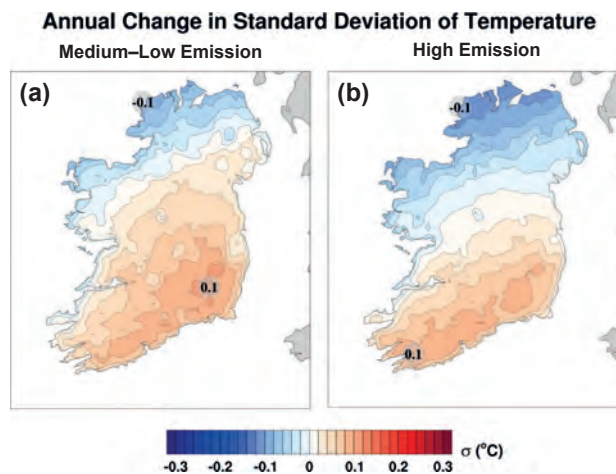 Annual Change in Standard Deviation of Temperature
Medium–Low Emission
High Emission
(a)
-0.1
0.1
(b)
-0.1
0.1
-0.3 -0.2 -0.1 0 0.1 0.2 0.3 σ (°C)